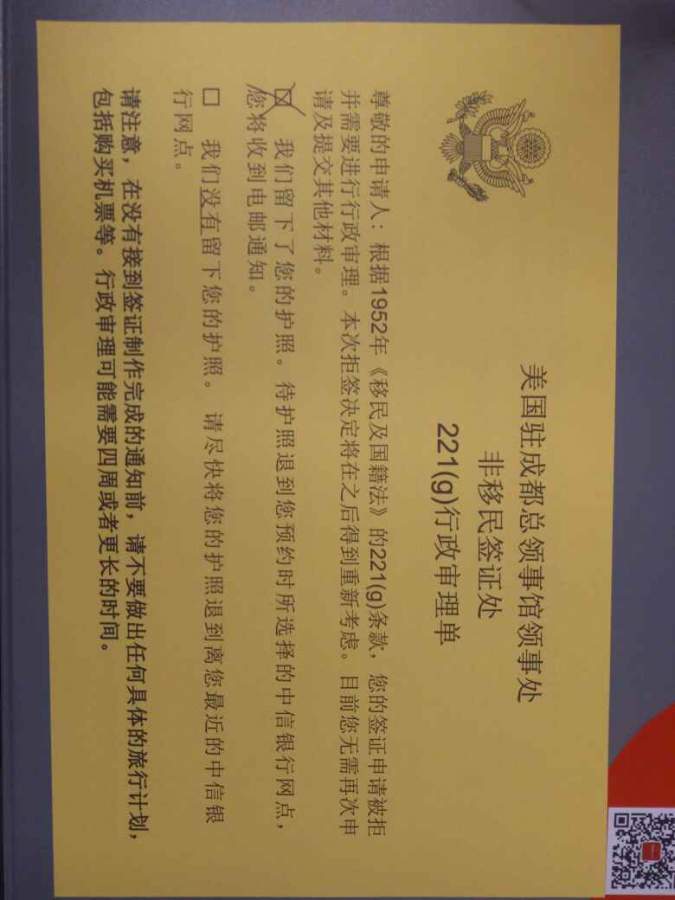 美国驻成都总领事馆领事处
非移民签证处
221(g)行政审理单
尊敬的申请人：根据1952年《移民及国籍法》的221(g)条款，您的签证申请被拒
并需要进行行政审理。本次拒签决定将在之后得到重新考虑。目前您无需再次申
请及提交其他材料。
我们留下了您的护照。待护照退到您预约时所选择的中信银行网点，
您将收到电邮通知。
我们没有留下您的护照。请尽快将您的护照退到离您最近的中信银
行网点。
请注意，在没有接到签证制作完成的通知前，请不要做出任何具体的旅行计划，
包括购买机票等。行政审理可能需要四周或者更长的时间。